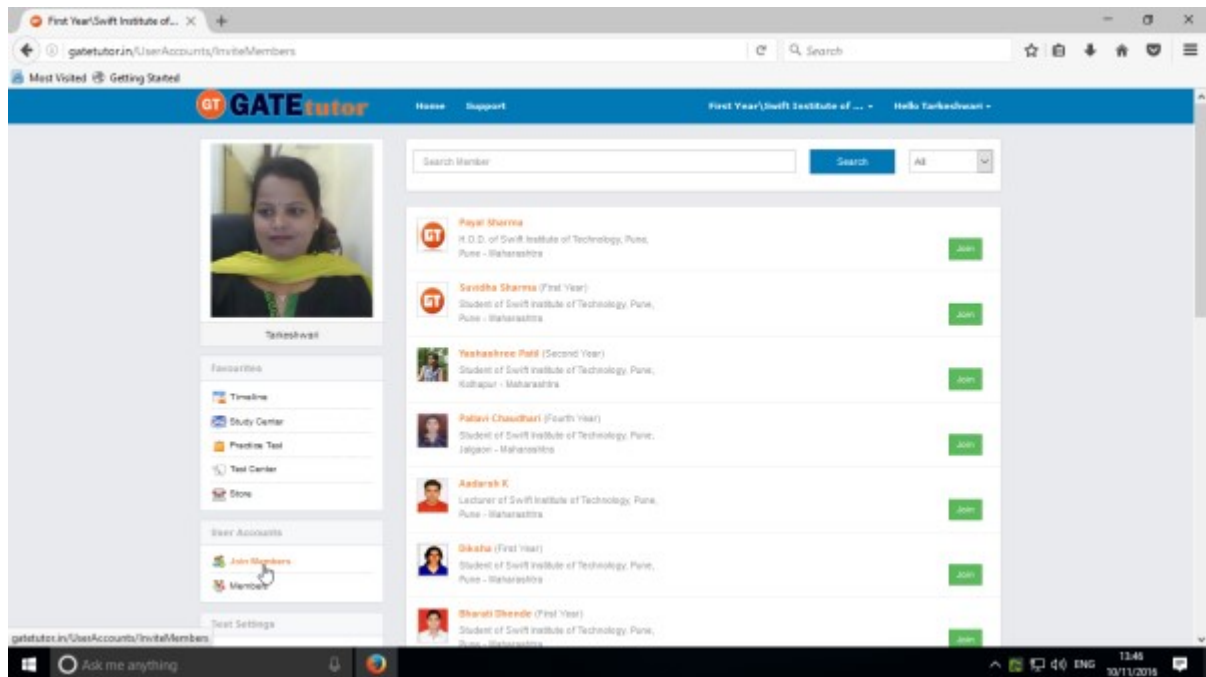 First Year\Swift Institute of...
gatetutor.in/UserAccounts/InviteMembers
Search
Most Visited
Getting Started
GT GATEtutor
Home
Support
First Year\Swift Institute of ...
Hello Tarkeshwari
Tarkeshwari
Favourites
Timeline
Study Center
Practice Test
Test Center
Store
User Accounts
Join Members
Members
Test Settings
Search Member
Search
All
GT
Payal Sharma
H.O.D. of Swift Institute of Technology, Pune,
Pune - Maharashtra
Join
GT
Suvidha Sharma (First Year)
Student of Swift Institute of Technology, Pune,
Pune - Maharashtra
Join
Yashashree Patil (Second Year)
Student of Swift Institute of Technology, Pune,
Kolhapur - Maharashtra
Join
Pallavi Chaudhari (Fourth Year)
Student of Swift Institute of Technology, Pune,
Jalgaon - Maharashtra
Join
Aadarsh K
Lecturer of Swift Institute of Technology, Pune,
Pune - Maharashtra
Join
Diksha (First Year)
Student of Swift Institute of Technology, Pune,
Pune - Maharashtra
Join
Bharati Shende (First Year)
Student of Swift Institute of Technology, Pune,
Pune - Maharashtra
Join
gatetutor.in/UserAccounts/InviteMembers
Ask me anything
ENG
13:46
10/11/2016